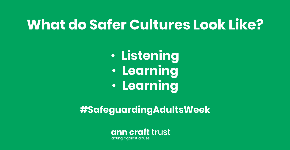 What do Safer Cultures Look Like?
• Listening
• Learning
• Learning
#SafeguardingAdultsWeek
ann craft trust